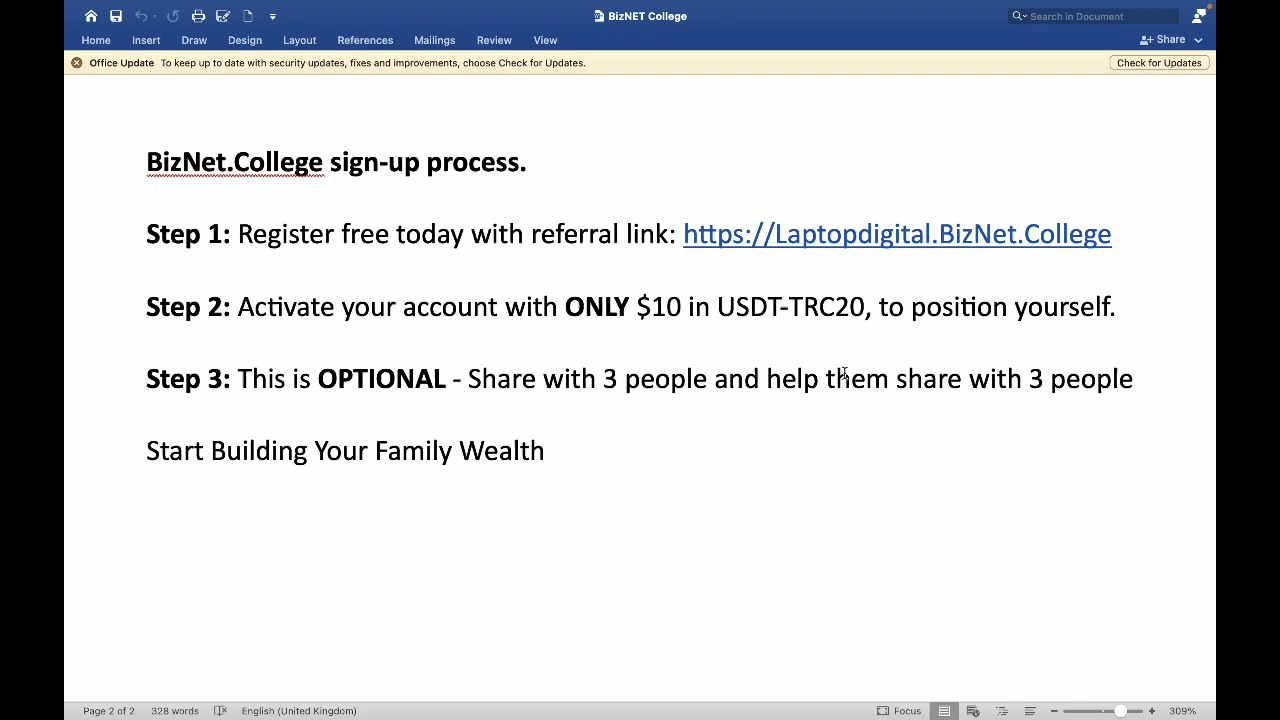 BizNET College
Search in Document
Home Insert Draw Design Layout References Mailings Review View
Share
Office Update To keep up to date with security updates, fixes and improvements, choose Check for Updates.
Check for Updates
BizNet.College sign-up process.
Step 1: Register free today with referral link: https://Laptopdigital.BizNet.College
Step 2: Activate your account with ONLY $10 in USDT-TRC20, to position yourself.
Step 3: This is OPTIONAL - Share with 3 people and help them share with 3 people
Start Building Your Family Wealth
Page 2 of 2 328 words English (United Kingdom) Focus 309%